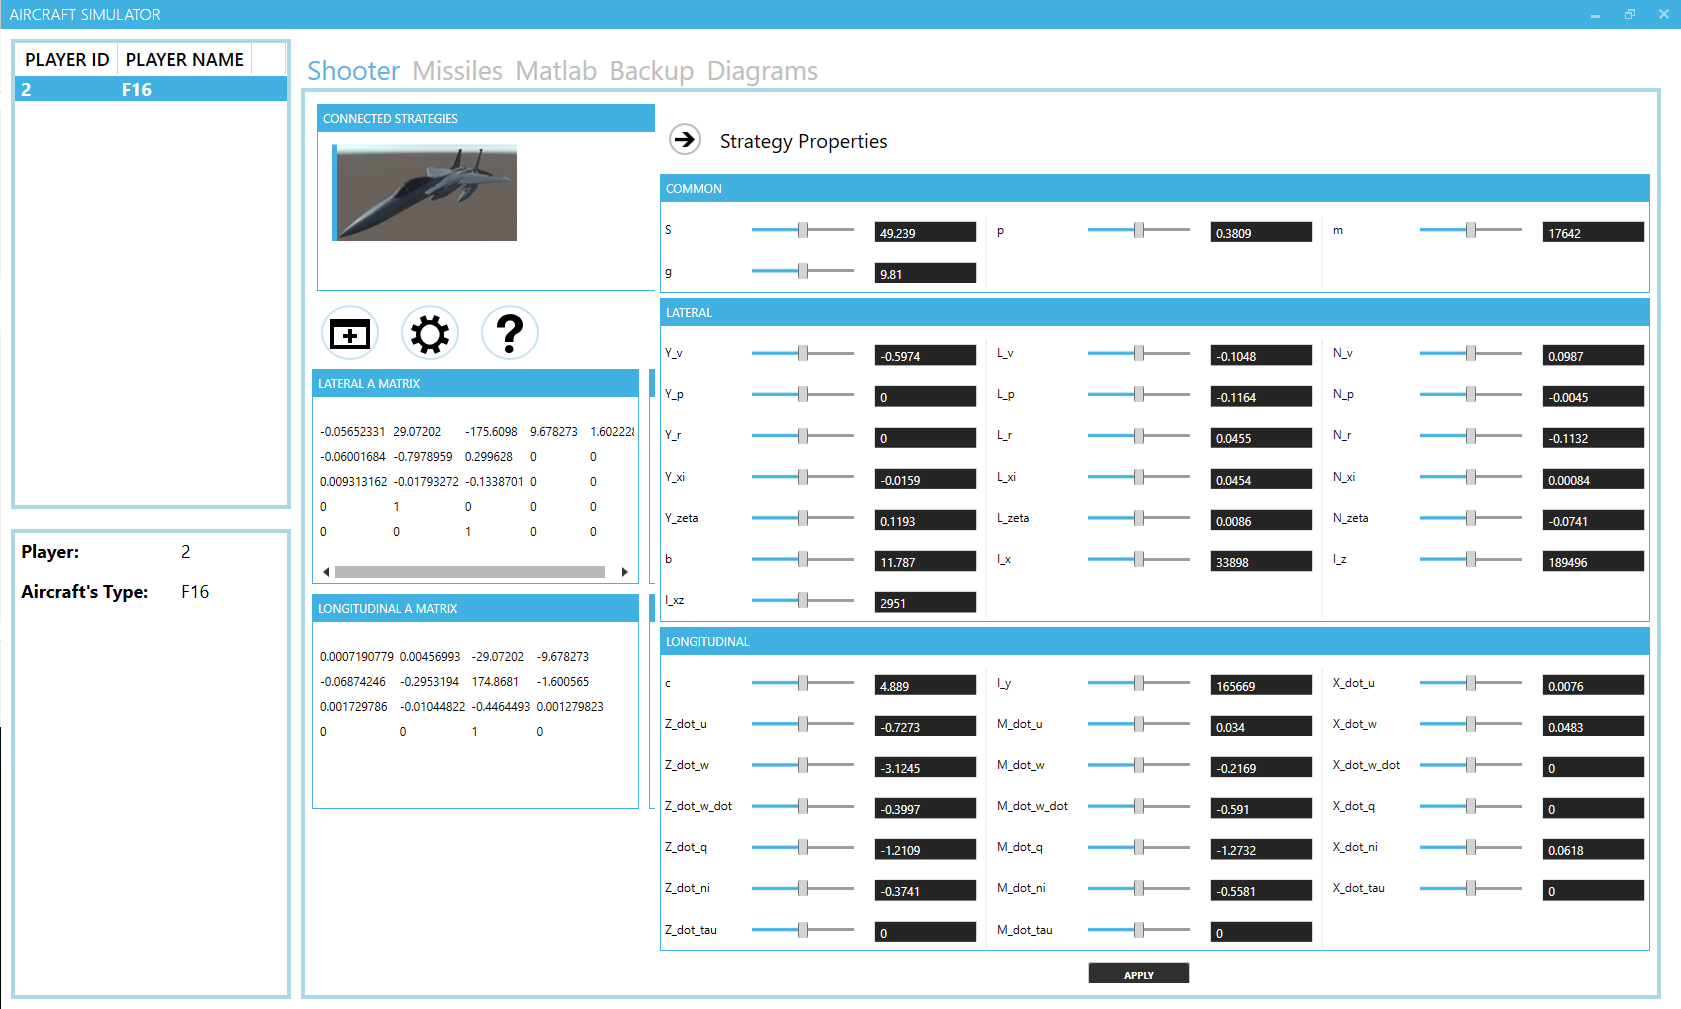 AIRCRAFT SIMULATOR
PLAYER ID PLAYER NAME
2 F16
Player: 2
Aircraft's Type: F16
Shooter Missiles Matlab Backup Diagrams
CONNECTED STRATEGIES
?
LATERAL A MATRIX
-0.05652331 29.07202 -175.6098 9.678273 1.602228
-0.06001684 -0.7978959 0.299628 0 0
0.009313162 -0.01793272 -0.1338701 0 0
0 1 0 0 0
0 0 1 0 0
LONGITUDINAL A MATRIX
0.0007190779 0.00456993 -29.07202 -9.678273
-0.06874246 -0.2953194 174.8681 -1.600565
0.001729786 -0.01044822 -0.4464493 0.001279823
0 0 1 0
Strategy Properties
COMMON
S 49.239 p 0.3809 m 17642
g 9.81
LATERAL
Y_v -0.5974 L_v -0.1048 N_v 0.0987
Y_p 0 L_p -0.1164 N_p -0.0045
Y_r 0 L_r 0.0455 N_r -0.1132
Y_xi -0.0159 L_xi 0.0454 N_xi 0.00084
Y_zeta 0.1193 L_zeta 0.0086 N_zeta -0.0741
b 11.787 I_x 33898 I_z 189496
I_xz 2951
LONGITUDINAL
c 4.889 I_y 165669 X_dot_u 0.0076
Z_dot_u -0.7273 M_dot_u 0.034 X_dot_w 0.0483
Z_dot_w -3.1245 M_dot_w -0.2169 X_dot_w_dot 0
Z_dot_w_dot -0.3997 M_dot_w_dot -0.591 X_dot_q 0
Z_dot_q -1.2109 M_dot_q -1.2732 X_dot_ni 0.0618
Z_dot_ni -0.3741 M_dot_ni -0.5581 X_dot_tau 0
Z_dot_tau 0 M_dot_tau 0
APPLY